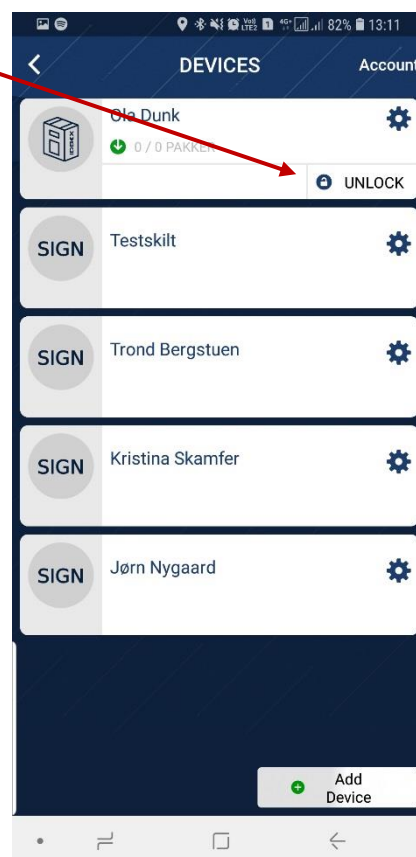 82% 13:11
DEVICES Account
Ola Dunk
0 / 0 PAKKER
UNLOCK
SIGN Testskilt
SIGN Trond Bergstuen
SIGN Kristina Skamfer
SIGN Jørn Nygaard
Add
Device